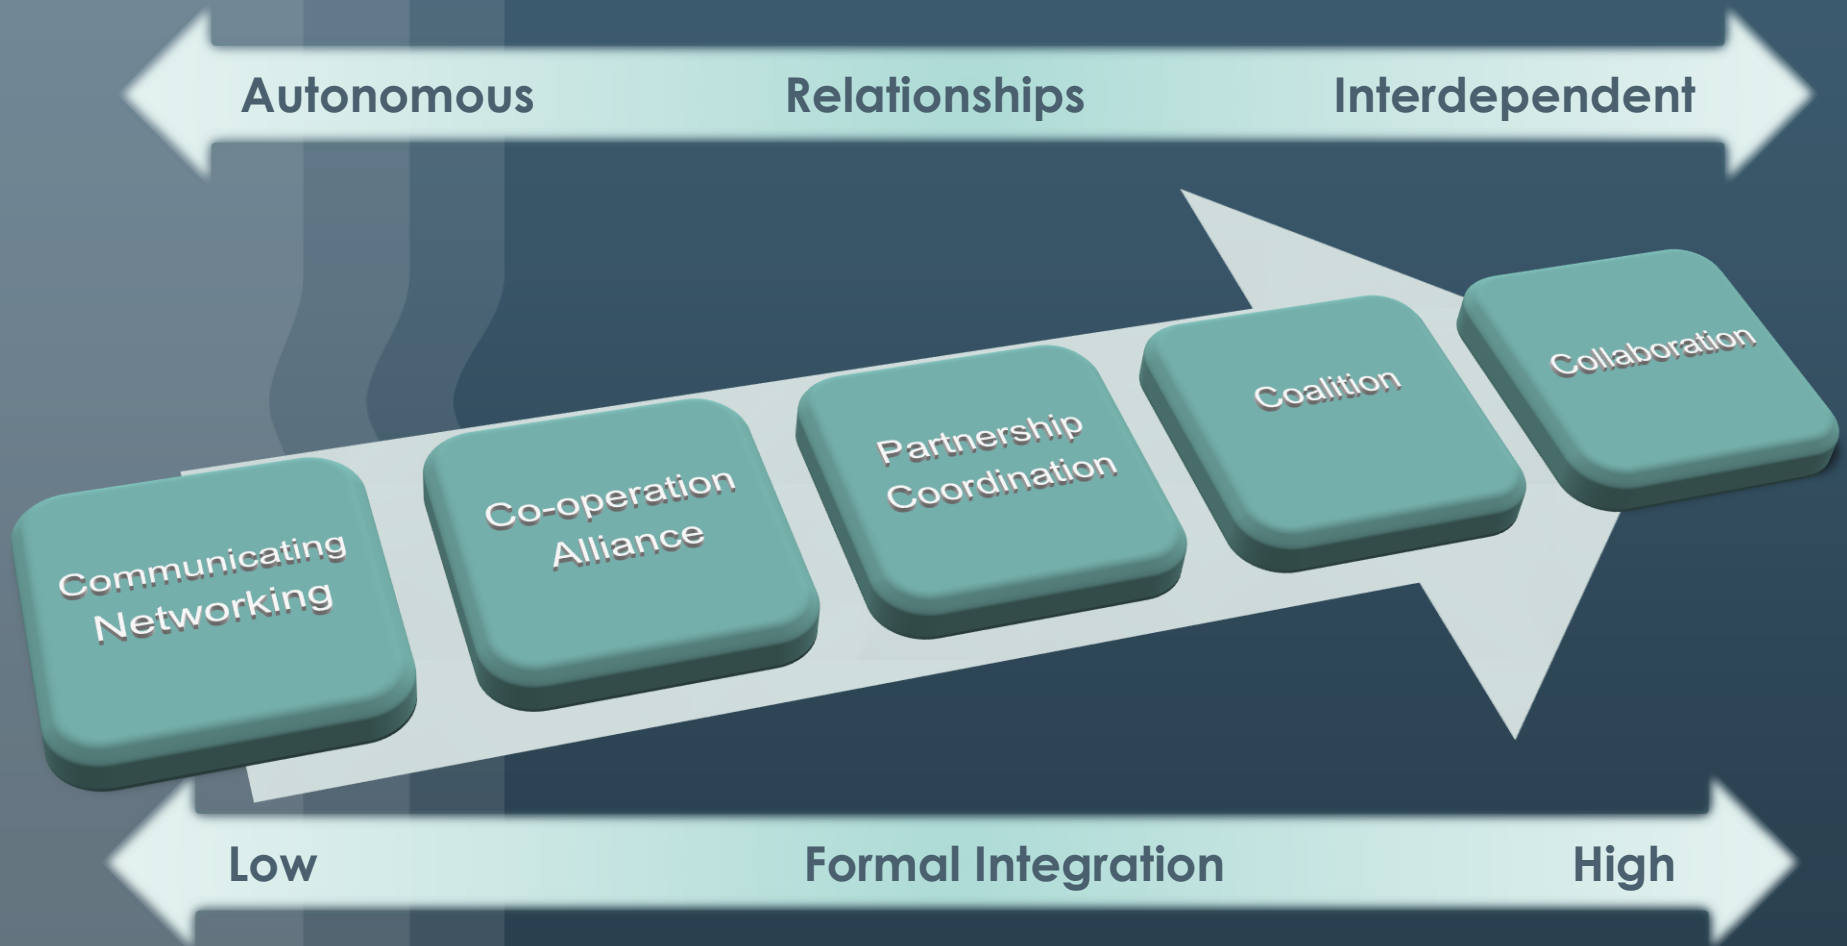 Autonomous Relationships Interdependent
Communicating
Networking
Co-operation
Alliance
Partnership
Coordination
Coalition
Collaboration
Low Formal Integration High